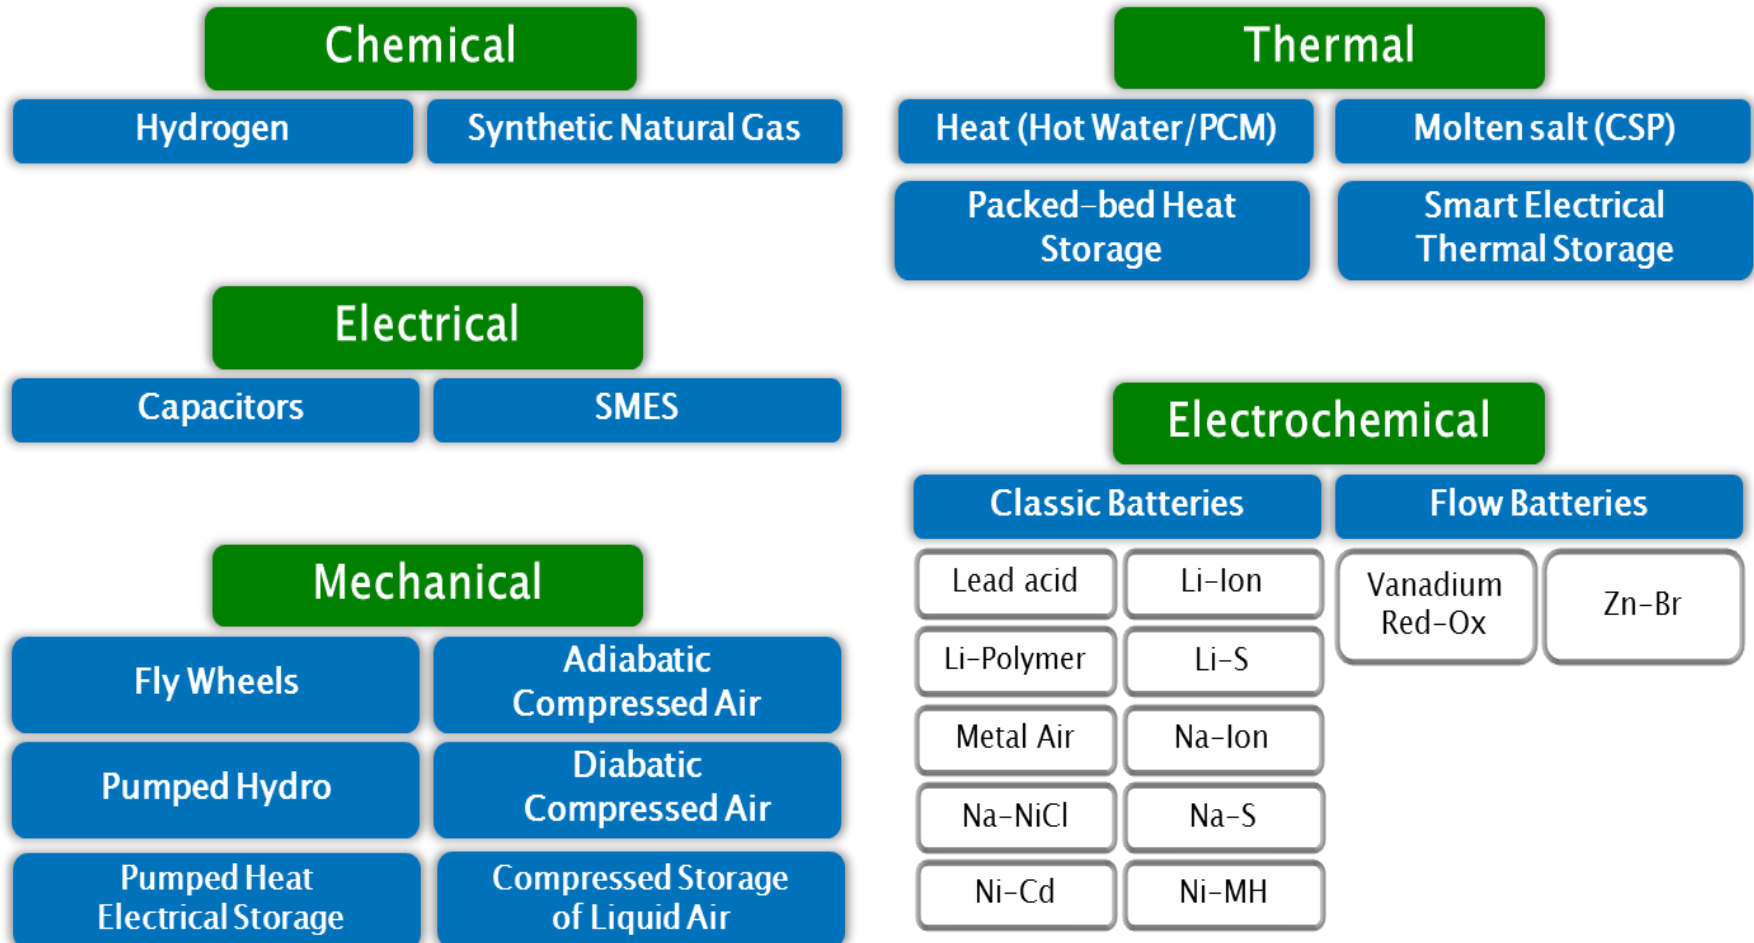 Chemical
Hydrogen
Synthetic Natural Gas
Electrical
Capacitors
SMES
Mechanical
Fly Wheels
Adiabatic
Compressed Air
Pumped Hydro
Diabatic
Compressed Air
Pumped Heat
Electrical Storage
Compressed Storage
of Liquid Air
Thermal
Heat (Hot Water/PCM)
Molten salt (CSP)
Packed-bed Heat
Storage
Smart Electrical
Thermal Storage
Electrochemical
Classic Batteries
Flow Batteries
Lead acid
Li-Ion
Li-Polymer
Li-S
Metal Air
Na-Ion
Na-NiCl
Na-S
Ni-Cd
Ni-MH
Vanadium
Red-Ox
Zn-Br